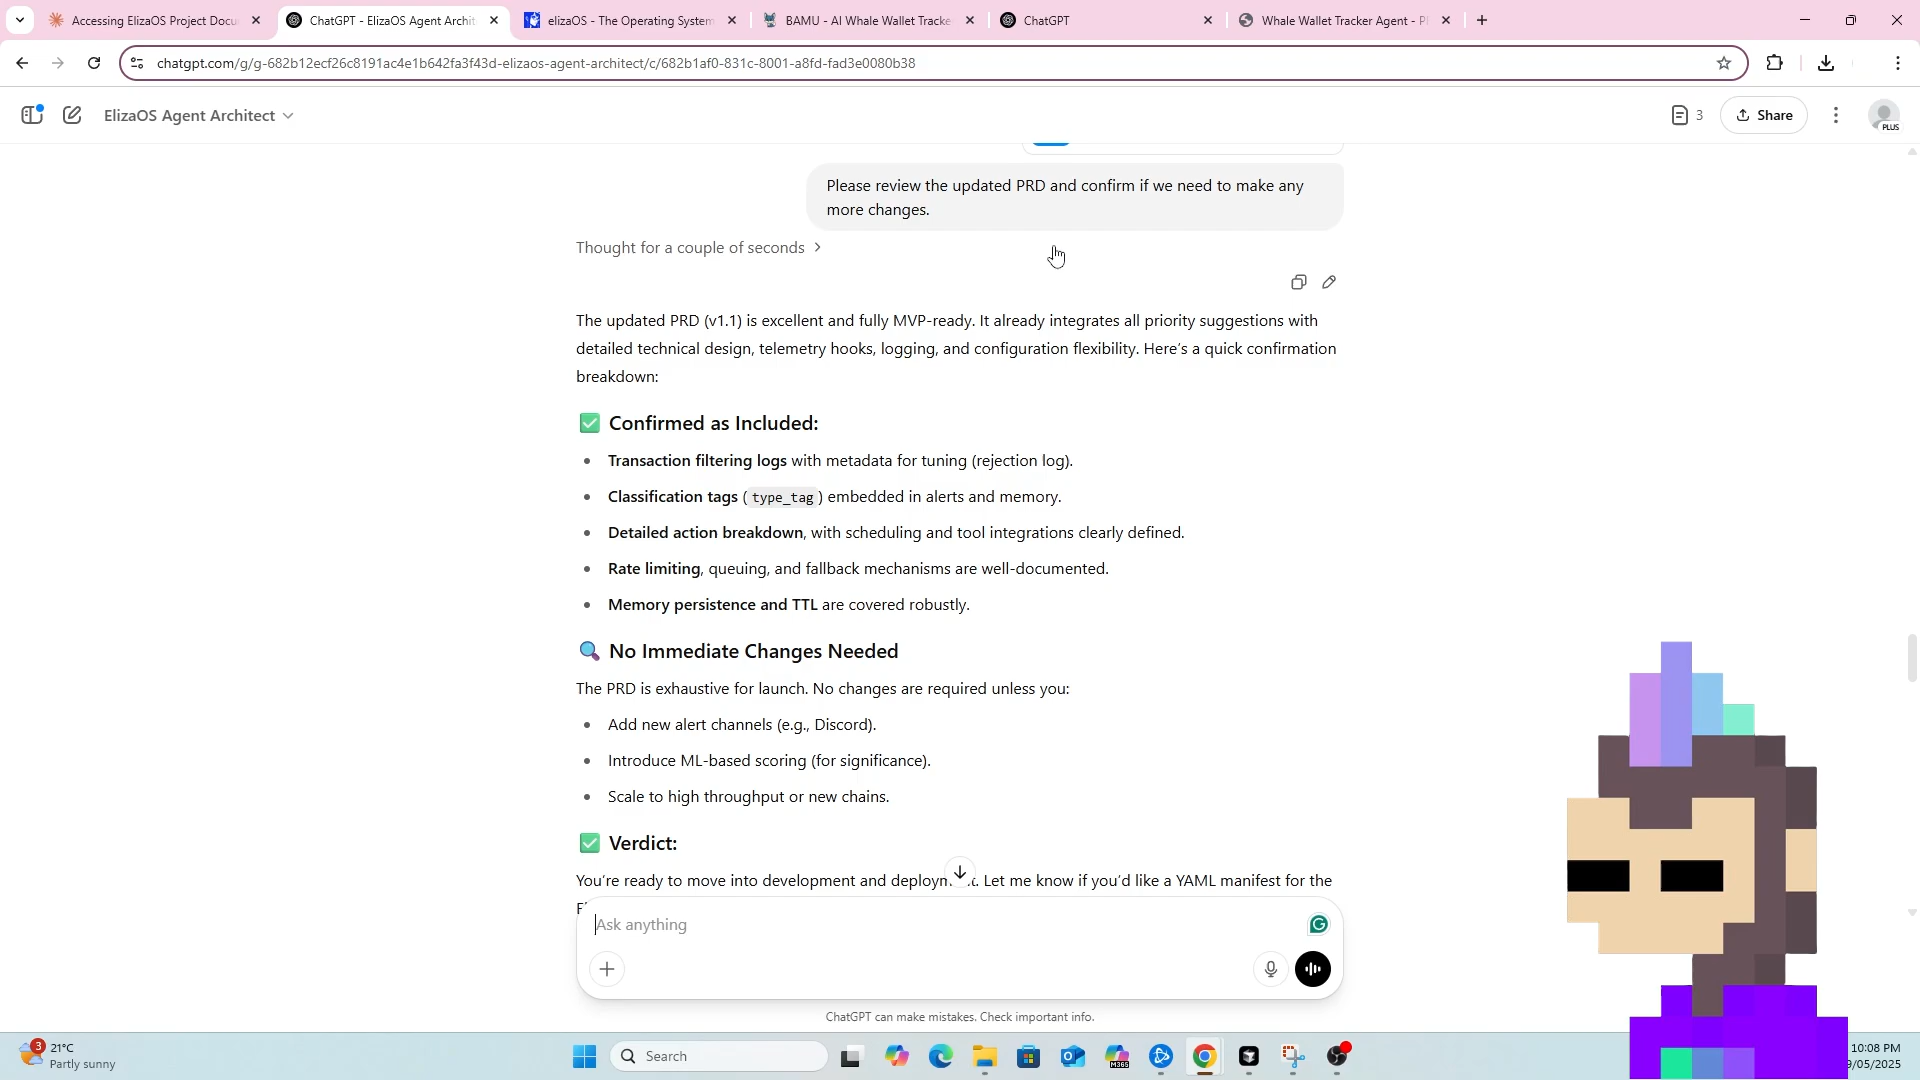 Accessing ElizaOS Project Docu
ChatGPT - ElizaOS Agent Archit
elizaOS - The Operating System
BAMU - AI Whale Wallet Tracke
ChatGPT
Whale Wallet Tracker Agent - P
chatgpt.com/g/g-682b12ecf26c8191ac4e1b642fa3f43d-elizaos-agent-architect/c/682b1af0-831c-8001-a8fd-fad3e0080b38
ElizaOS Agent Architect
3
Share
PLUS
Please review the updated PRD and confirm if we need to make any
more changes.
Thought for a couple of seconds
The updated PRD (v1.1) is excellent and fully MVP-ready. It already integrates all priority suggestions with
detailed technical design, telemetry hooks, logging, and configuration flexibility. Here's a quick confirmation
breakdown:
✅ Confirmed as Included:
• Transaction filtering logs with metadata for tuning (rejection log).
• Classification tags (type_tag) embedded in alerts and memory.
• Detailed action breakdown, with scheduling and tool integrations clearly defined.
• Rate limiting, queuing, and fallback mechanisms are well-documented.
• Memory persistence and TTL are covered robustly.
🔍 No Immediate Changes Needed
The PRD is exhaustive for launch. No changes are required unless you:
• Add new alert channels (e.g., Discord).
• Introduce ML-based scoring (for significance).
• Scale to high throughput or new chains.
✅ Verdict:
You're ready to move into development and deploym t. Let me know if you'd like a YAML manifest for the
Ask anything
ChatGPT can make mistakes. Check important info.
3
21°C
Partly sunny
Search
M365
10:08 PM
9/05/2025